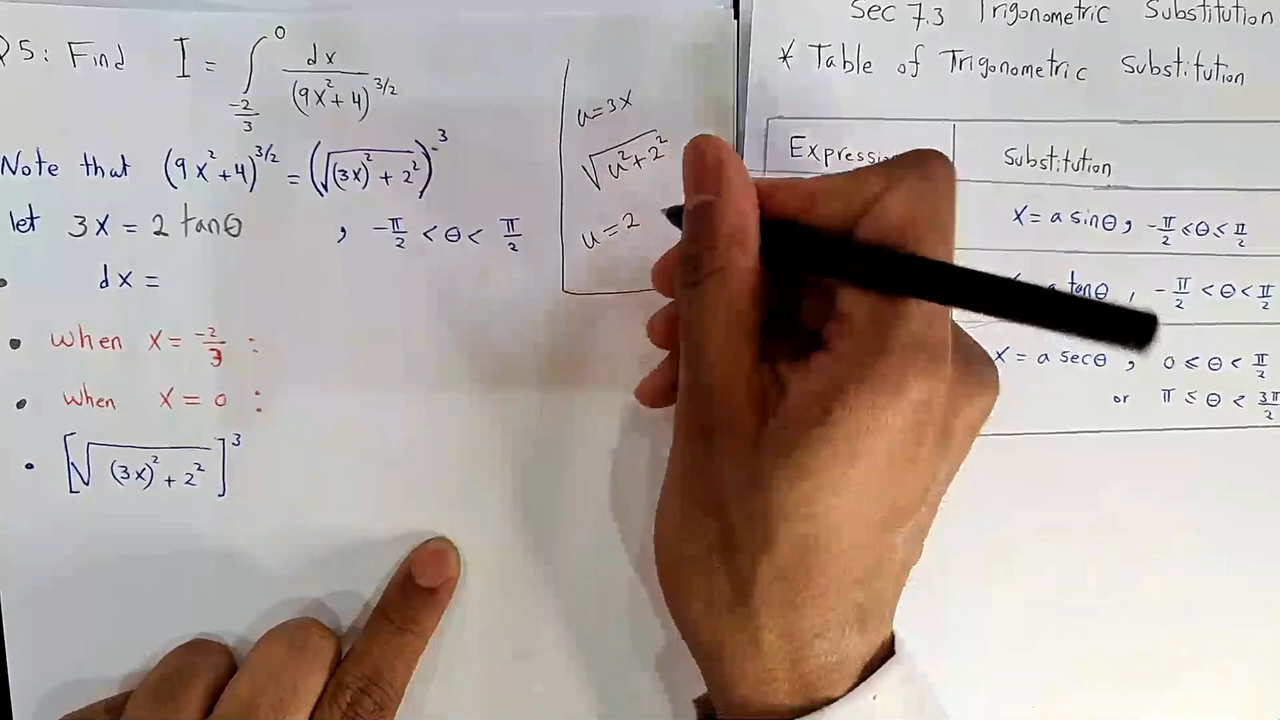 5: Find I = ∫_{-2/3}^{0} dx / (9x²+4)^{3/2}
Note that (9x²+4)^{3/2} = (√((3x)²+2²))³
let 3x = 2 tanθ , -π/2 < θ < π/2
• dx =
• when x = -2/3 :
• when x = 0 :
• [√((3x)²+2²)]³
u=3x
√(u²+2²)
u=2
Sec 7.3 Trigonometric Substitution
* Table of Trigonometric Substitution
Substitution
x = a sinθ, -π/2 < θ < π/2
tanθ, -π/2 < θ < π/2
x = a secθ, 0 ≤ θ < π/2
or π ≤ θ < 3π/2